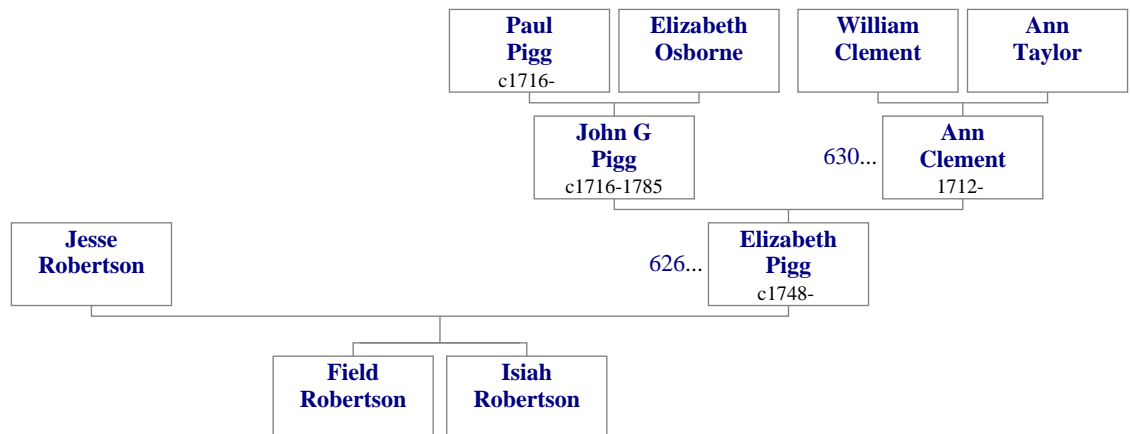 Paul
Pigg
c1716-
Elizabeth
Osborne
William
Clement
Ann
Taylor
John G
Pigg
c1716-1785
630...
Ann
Clement
1712-
Jesse
Robertson
626...
Elizabeth
Pigg
c1748-
Field
Robertson
Isiah
Robertson